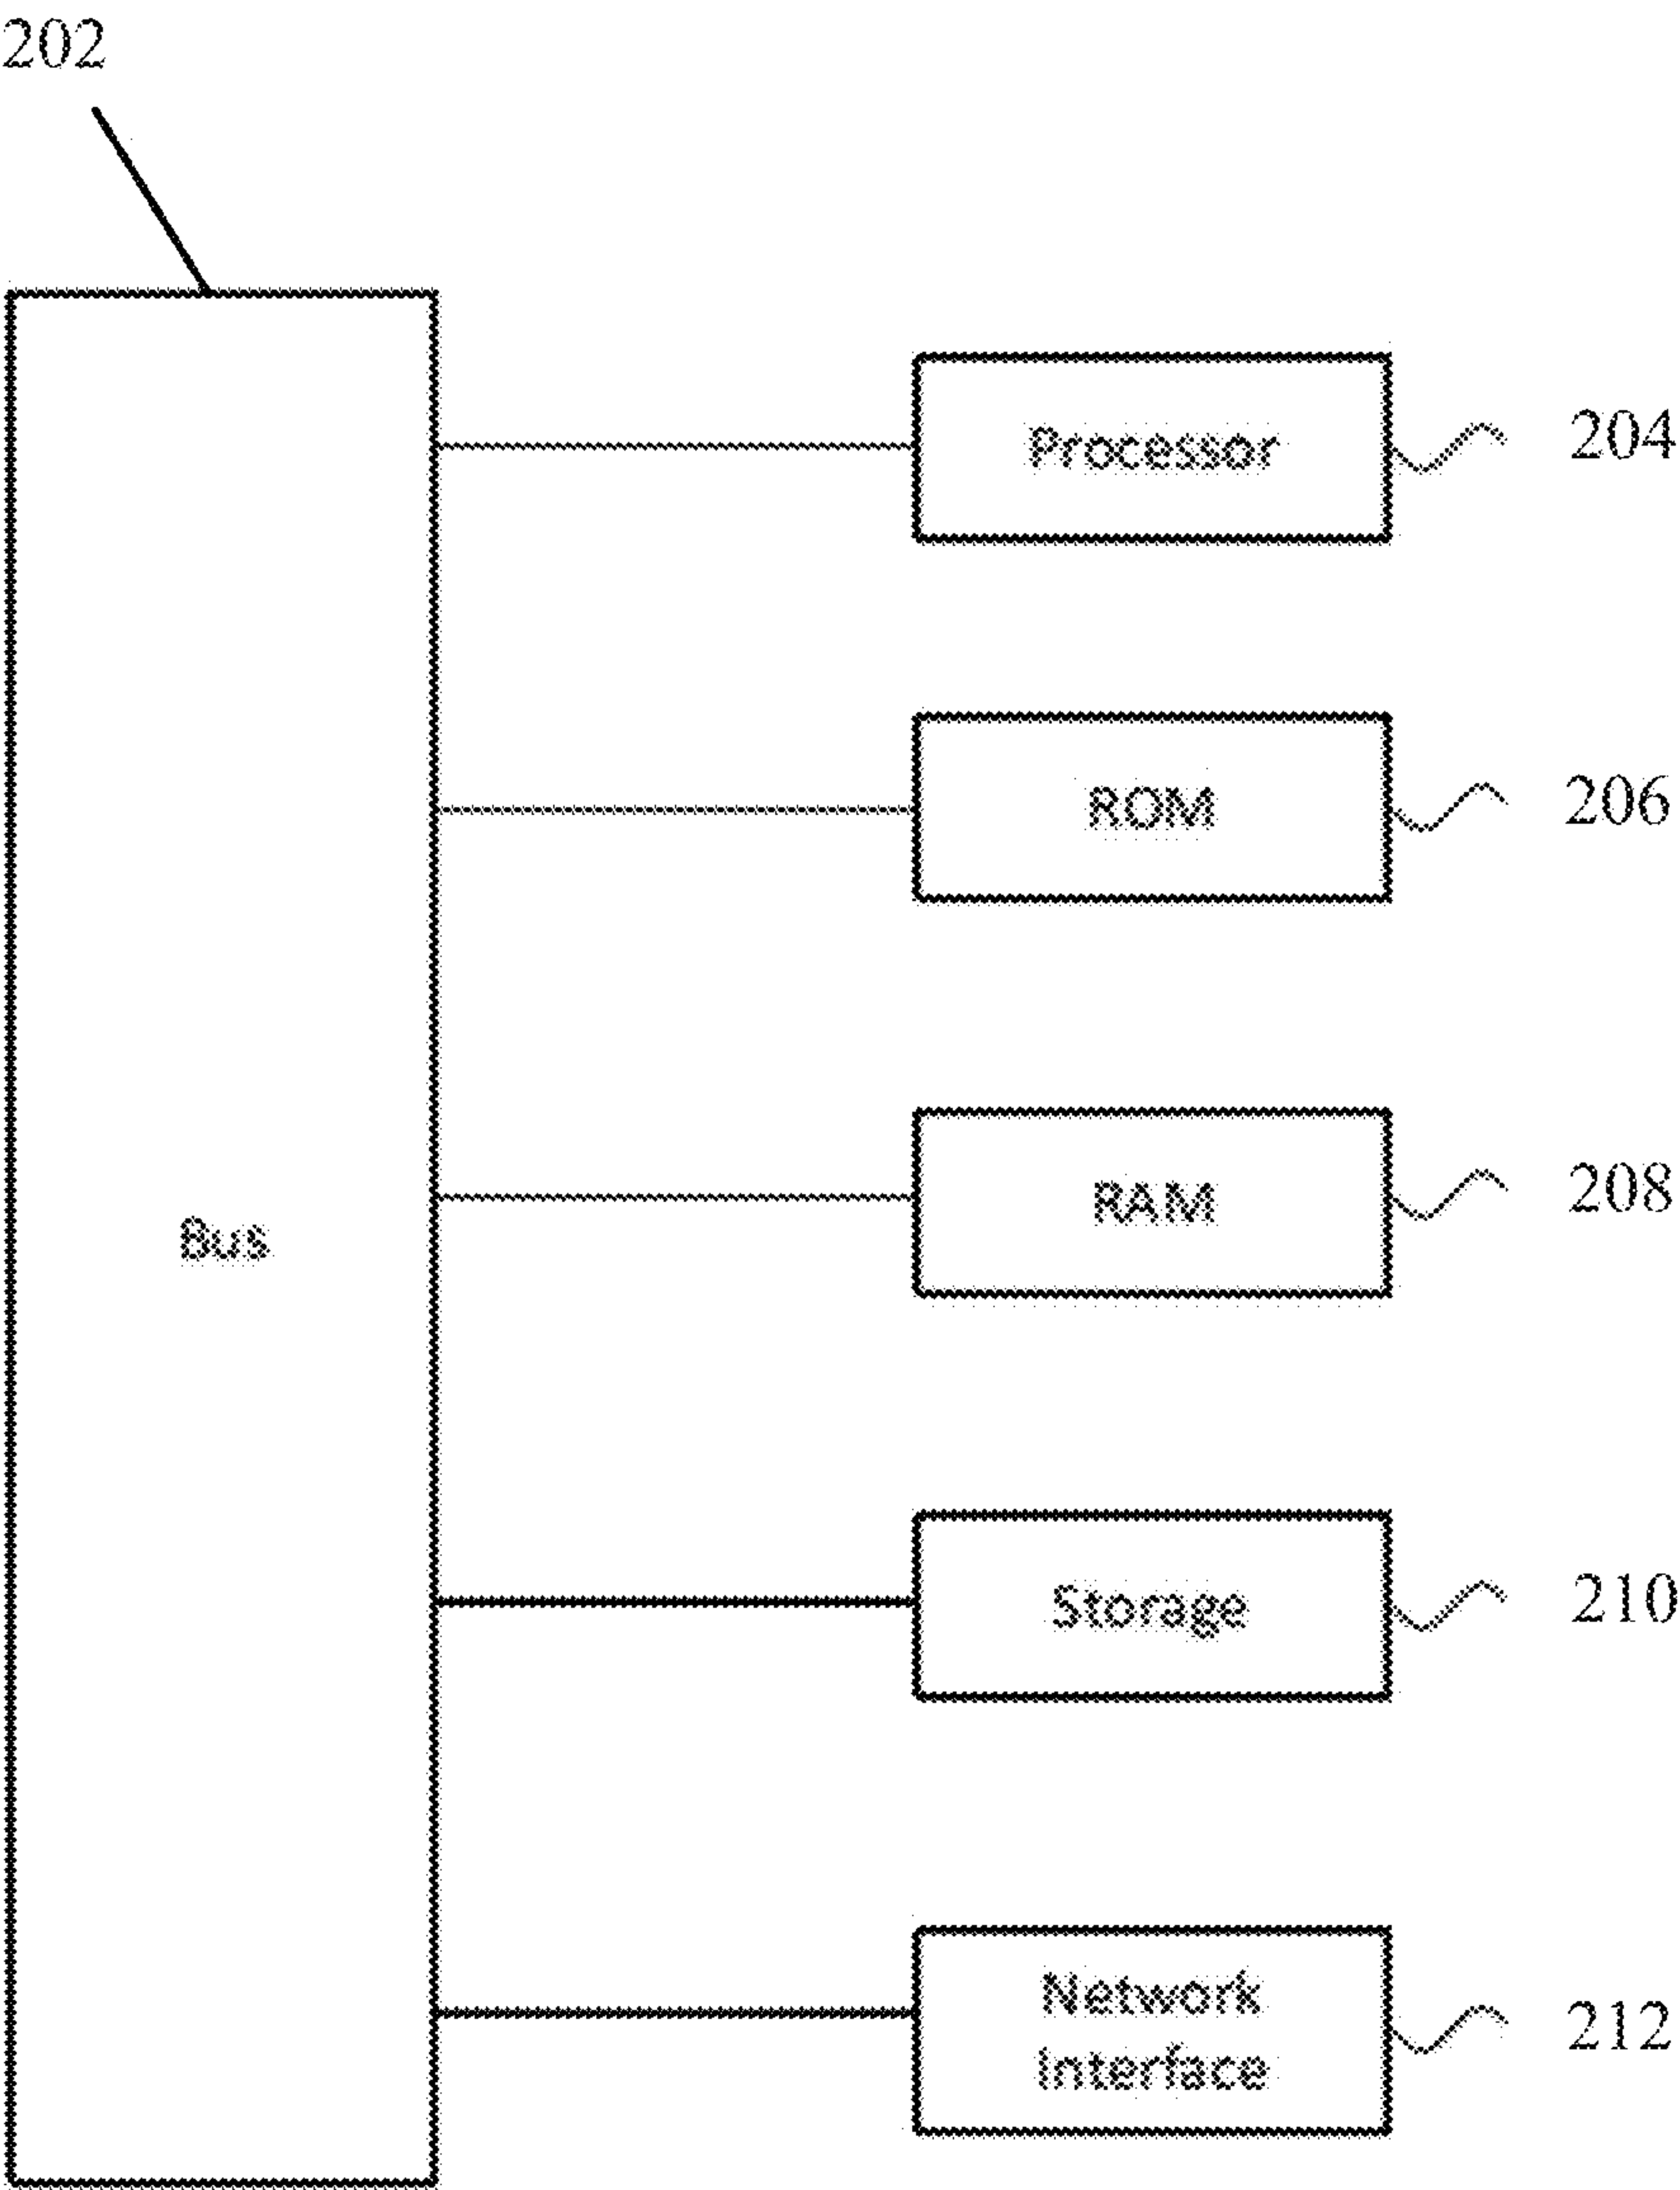 202
Processor
204
ROM
206
RAM
208
Bus
Storage
210
Network
Interface
212